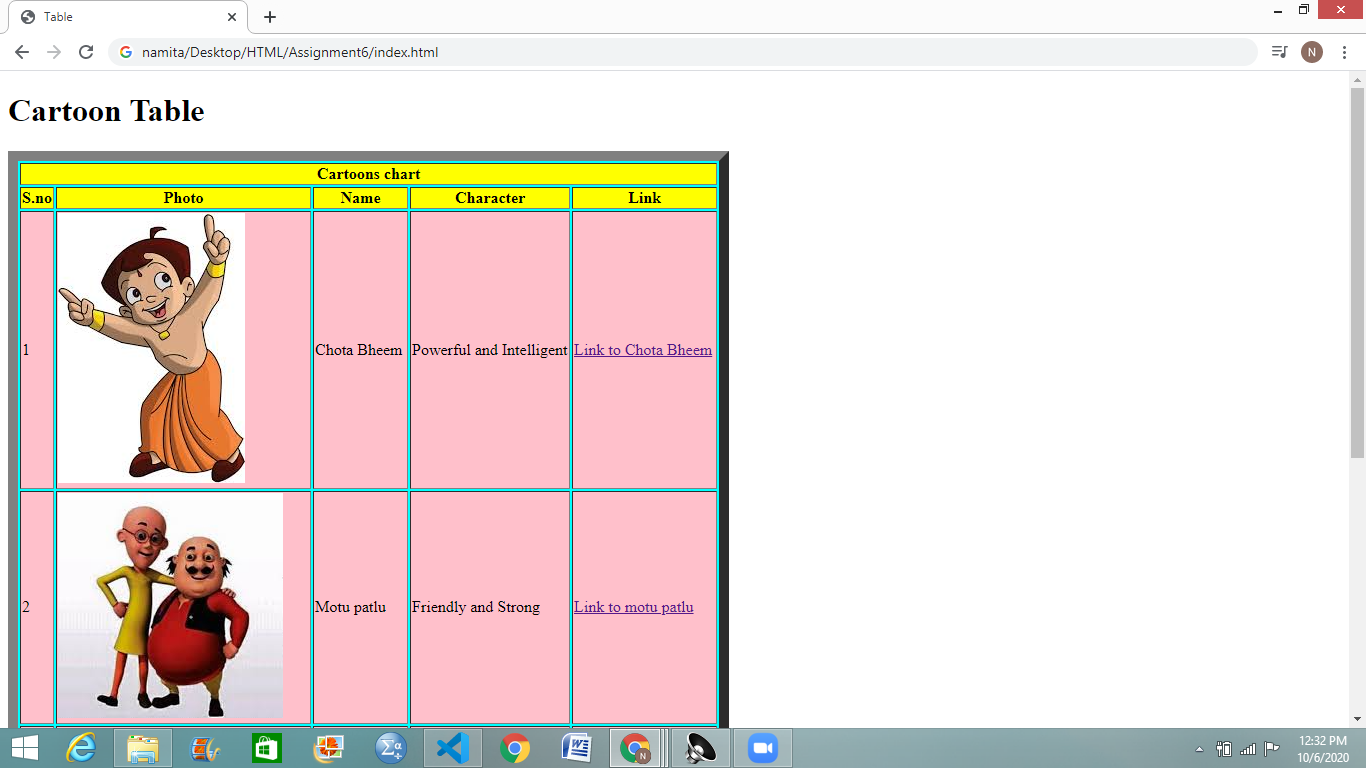 Table
namita/Desktop/HTML/Assignment6/index.html
N
Cartoon Table
Cartoons chart
S.no Photo Name Character Link
1 Chota Bheem Powerful and Intelligent Link to Chota Bheem
2 Motu patlu Friendly and Strong Link to motu patlu
12:32 PM
10/6/2020